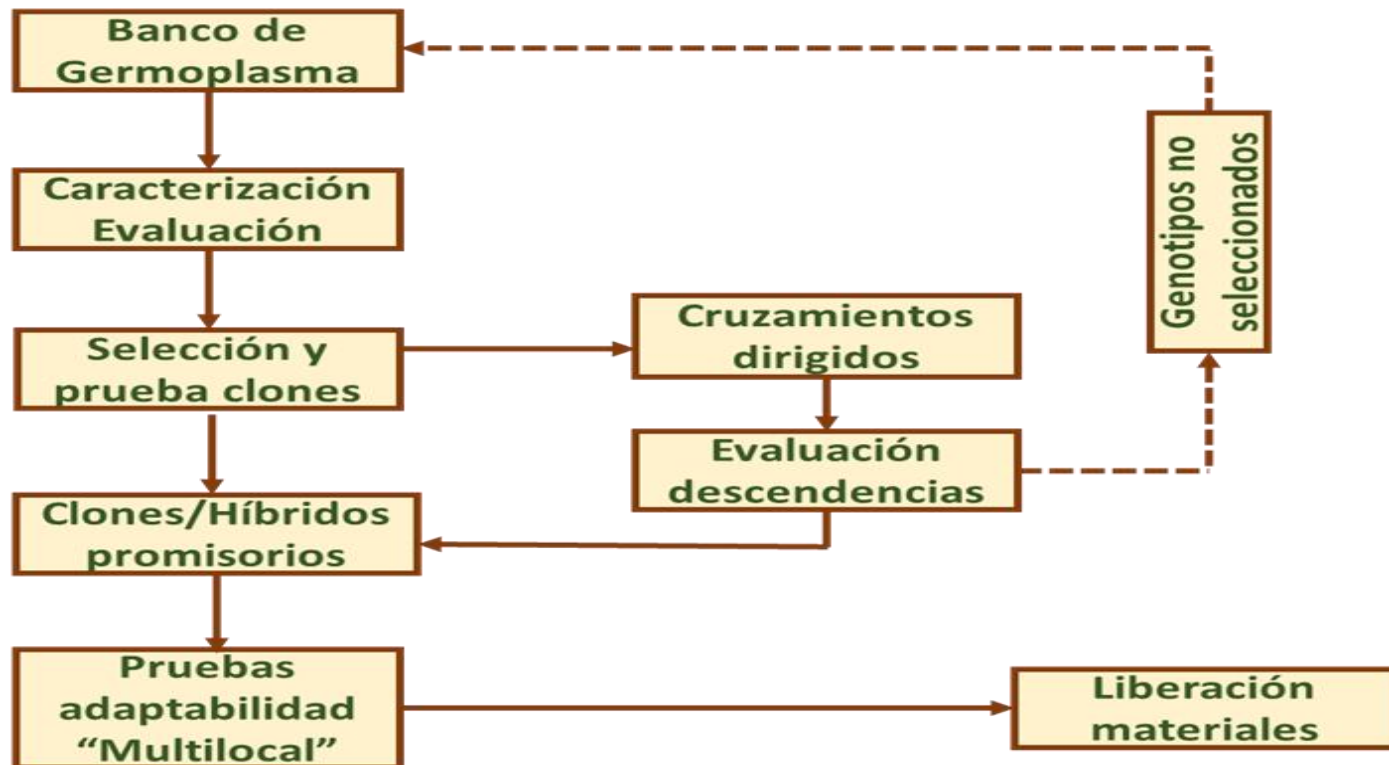 Banco de
Germoplasma
Caracterización
Evaluación
Selección y
prueba clones
Cruzamientos
dirigidos
Evaluación
descendencias
Genotipos no
seleccionados
Clones/Híbridos
promisorios
Pruebas
adaptabilidad
“Multilocal”
Liberación
materiales